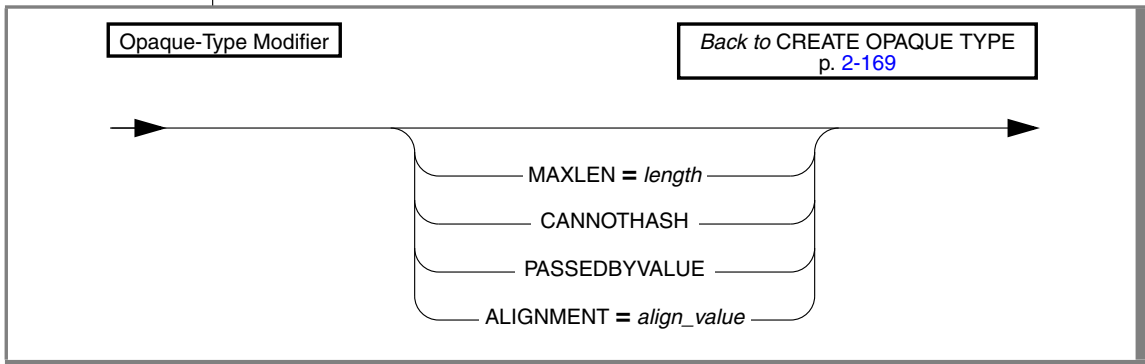 Opaque-Type Modifier
Back to CREATE OPAQUE TYPE
p. 2-169
MAXLEN = length
CANNOTHASH
PASSEDBYVALUE
ALIGNMENT = align_value